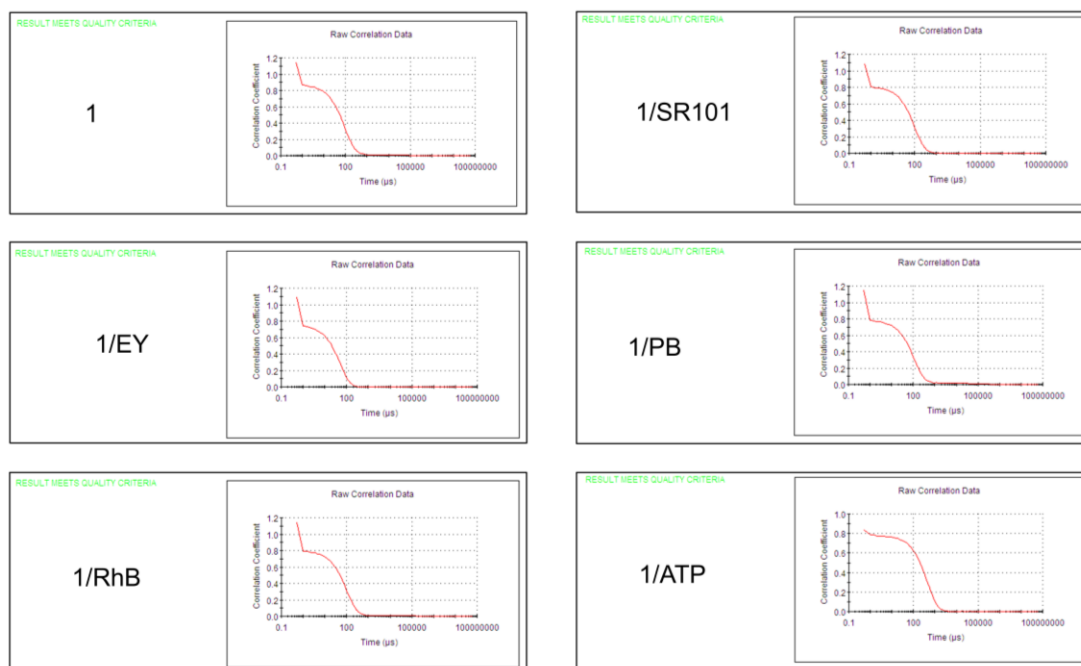 RESULT MEETS QUALITY CRITERIA
1
Raw Correlation Data
Correlation Coefficient
1.2
1.0
0.8
0.6
0.4
0.2
0.0
0.1 100 100000 100000000
Time (µs)
RESULT MEETS QUALITY CRITERIA
1/SR101
Raw Correlation Data
Correlation Coefficient
1.2
1.0
0.8
0.6
0.4
0.2
0.0
0.1 100 100000 100000000
Time (µs)
RESULT MEETS QUALITY CRITERIA
1/EY
Raw Correlation Data
Correlation Coefficient
1.2
1.0
0.8
0.6
0.4
0.2
0.0
0.1 100 100000 100000000
Time (µs)
RESULT MEETS QUALITY CRITERIA
1/PB
Raw Correlation Data
Correlation Coefficient
1.2
1.0
0.8
0.6
0.4
0.2
0.0
0.1 100 100000 100000000
Time (µs)
RESULT MEETS QUALITY CRITERIA
1/RhB
Raw Correlation Data
Correlation Coefficient
1.2
1.0
0.8
0.6
0.4
0.2
0.0
0.1 100 100000 100000000
Time (µs)
RESULT MEETS QUALITY CRITERIA
1/ATP
Raw Correlation Data
Correlation Coefficient
1.0
0.8
0.6
0.4
0.2
0.0
0.1 100 100000 100000000
Time (µs)